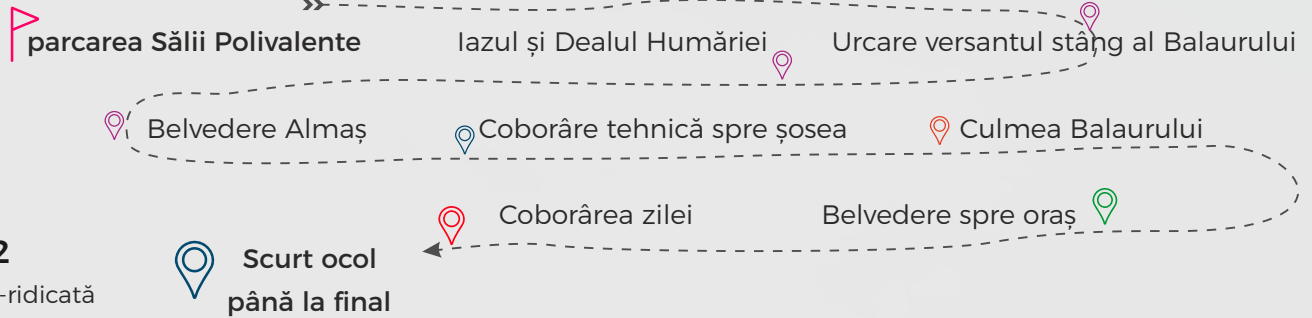 parcarea Sălii Polivalente
Iazul și Dealul Humăriei
Urcare versantul stâng al Balaurului
Belvedere Almaș
Coborâre tehnică spre șosea
Culmea Balaurului
Coborârea zilei
Belvedere spre oraș
2
-ridicată
Scurt ocol
până la final